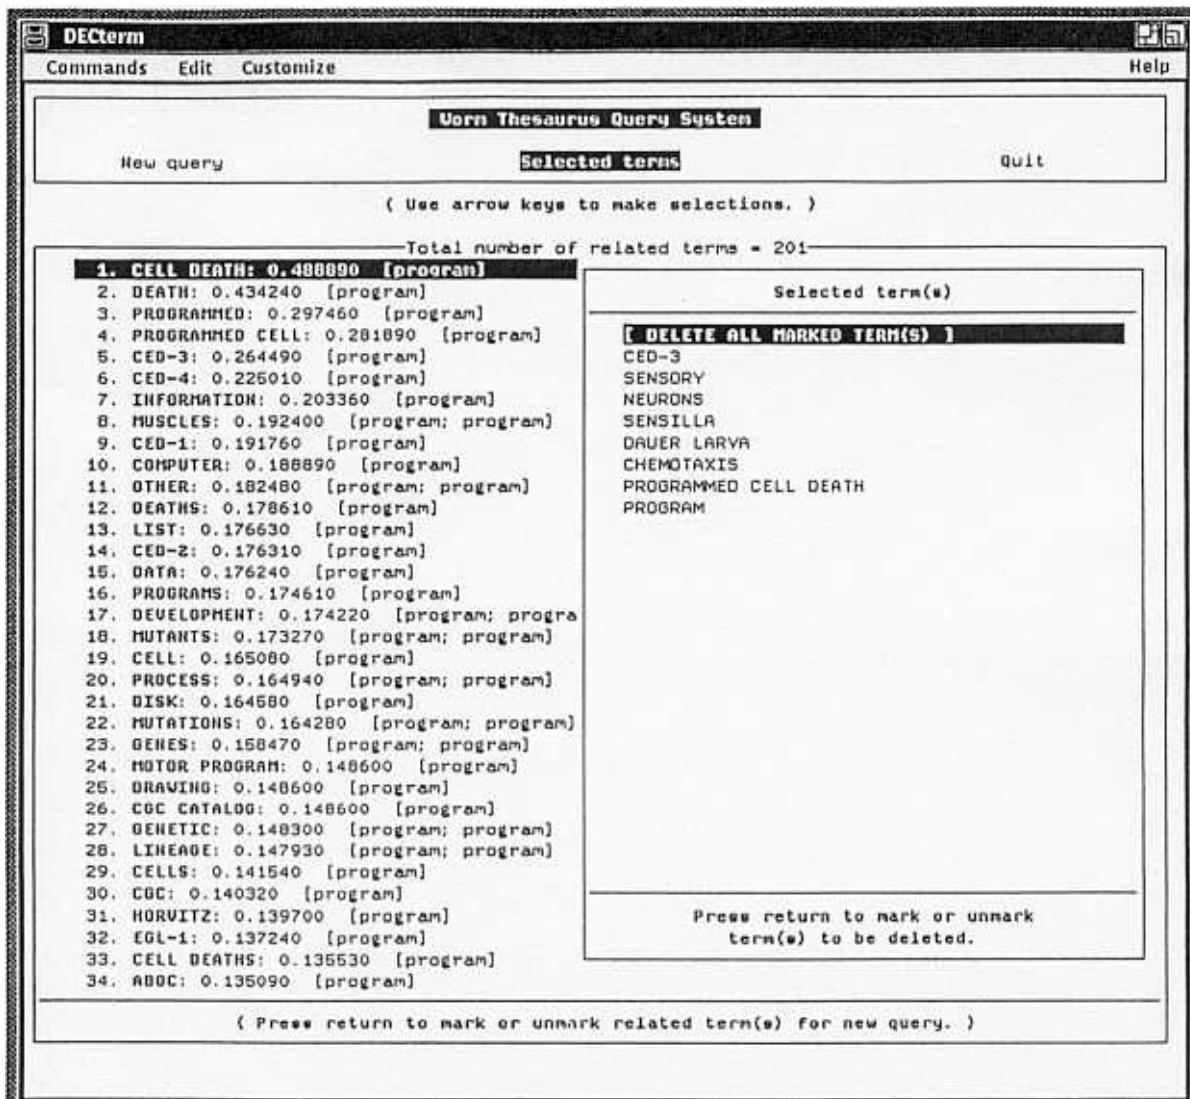 DECterm
Commands Edit Customize Help
Worm Thesaurus Query System
New query Selected terms Quit
( Use arrow keys to make selections. )
Total number of related terms = 201
1. CELL DEATH: 0.488890 [program]
2. DEATH: 0.434240 [program]
3. PROGRAMMED: 0.297460 [program]
4. PROGRAMMED CELL: 0.281890 [program]
5. CED-3: 0.264490 [program]
6. CED-4: 0.225010 [program]
7. INFORMATION: 0.203360 [program]
8. MUSCLES: 0.192400 [program; program]
9. CED-1: 0.191760 [program]
10. COMPUTER: 0.188890 [program]
11. OTHER: 0.182480 [program; program]
12. DEATHS: 0.178610 [program]
13. LIST: 0.176630 [program]
14. CED-2: 0.176310 [program]
15. DATA: 0.176240 [program]
16. PROGRAMS: 0.174610 [program]
17. DEVELOPMENT: 0.174220 [program; progra
18. MUTANTS: 0.173270 [program; program]
19. CELL: 0.165080 [program]
20. PROCESS: 0.164940 [program; program]
21. DISK: 0.164580 [program]
22. MUTATIONS: 0.164280 [program; program]
23. GENES: 0.158470 [program; program]
24. MOTOR PROGRAM: 0.148600 [program]
25. DRAWING: 0.148600 [program]
26. CGC CATALOG: 0.148600 [program]
27. GENETIC: 0.148300 [program; program]
28. LINEAGE: 0.147930 [program; program]
29. CELLS: 0.141540 [program]
30. CGC: 0.140320 [program]
31. HORVITZ: 0.139700 [program]
32. EGL-1: 0.137240 [program]
33. CELL DEATHS: 0.135530 [program]
34. ABOC: 0.135090 [program]
Selected term(s)
[ DELETE ALL MARKED TERM(S) ]
CED-3
SENSORY
NEURONS
SENSILLA
DAUER LARVA
CHEMOTAXIS
PROGRAMMED CELL DEATH
PROGRAM
Press return to mark or unmark
term(s) to be deleted.
( Press return to mark or unmark related term(s) for new query. )